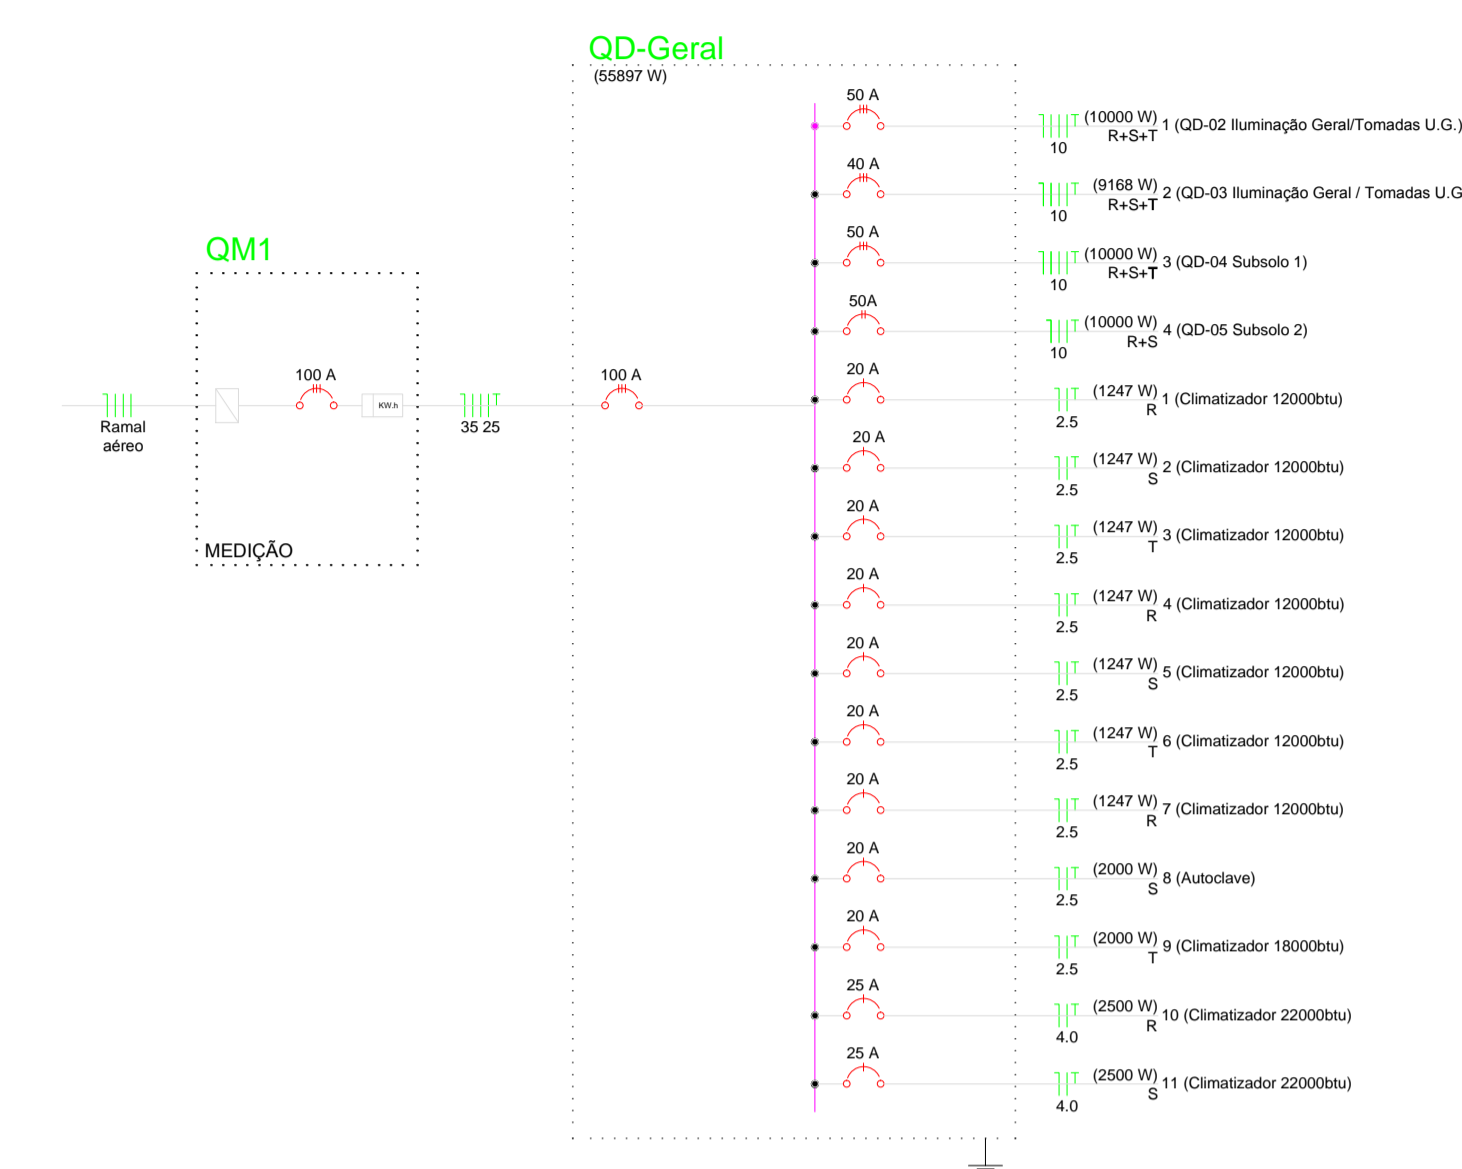 QD-Geral
(55897 W)
QM1
100 A
KW.h
Ramal
aéreo
MEDIÇÃO
35 25
100 A
50 A
(10000 W) 1 (QD-02 Iluminação Geral/Tomadas U.G.)
R+S+T
10
40 A
(9168 W) 2 (QD-03 Iluminação Geral / Tomadas U.G
R+S+T
10
50 A
(10000 W) 3 (QD-04 Subsolo 1)
R+S+T
10
50A
(10000 W) 4 (QD-05 Subsolo 2)
R+S
10
20 A
(1247 W) 1 (Climatizador 12000btu)
R
2.5
20 A
(1247 W) 2 (Climatizador 12000btu)
S
2.5
20 A
(1247 W) 3 (Climatizador 12000btu)
T
2.5
20 A
(1247 W) 4 (Climatizador 12000btu)
R
2.5
20 A
(1247 W) 5 (Climatizador 12000btu)
S
2.5
20 A
(1247 W) 6 (Climatizador 12000btu)
T
2.5
20 A
(1247 W) 7 (Climatizador 12000btu)
R
2.5
20 A
(2000 W) 8 (Autoclave)
S
2.5
20 A
(2000 W) 9 (Climatizador 18000btu)
T
2.5
25 A
(2500 W) 10 (Climatizador 22000btu)
R
4.0
25 A
(2500 W) 11 (Climatizador 22000btu)
S
4.0